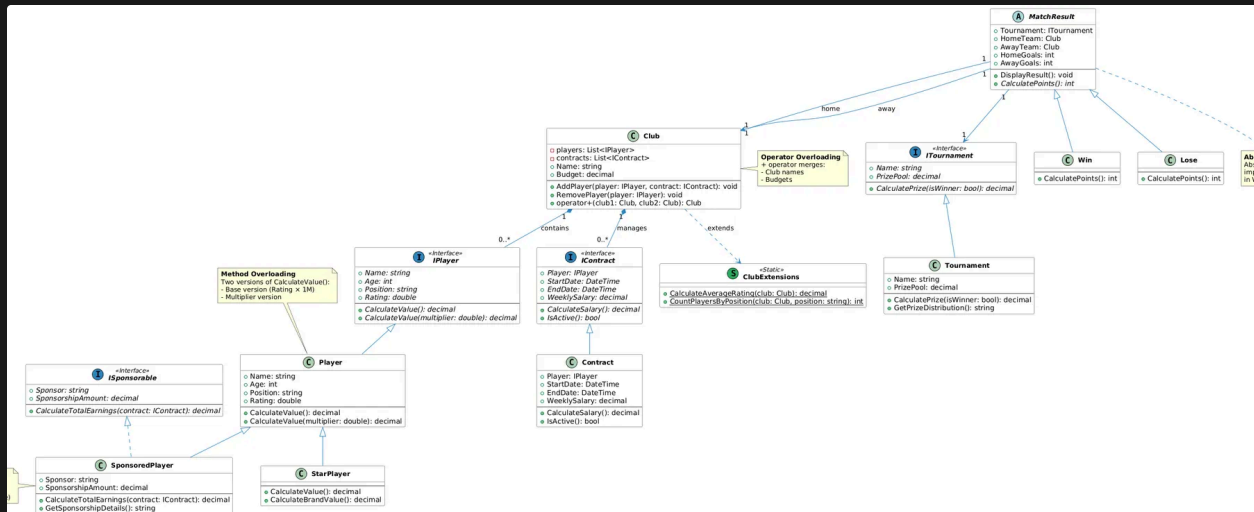 A MatchResult
Tournament: ITournament
HomeTeam: Club
AwayTeam: Club
HomeGoals: int
AwayGoals: int
DisplayResult(): void
CalculatePoints(): int
1
1
1
home
away
1
1
1
C Club
players: List<IPlayer>
contracts: List<IContract>
Name: string
Budget: decimal
AddPlayer(player: IPlayer, contract: IContract): void
RemovePlayer(player: IPlayer): void
operator+(club1: Club, club2: Club): Club
Operator Overloading
+ operator merges:
- Club names
- Budgets
I «Interface»
ITournament
Name: string
PrizePool: decimal
CalculatePrize(isWinner: bool): decimal
C Win
CalculatePoints(): int
C Lose
CalculatePoints(): int
Ab
Abs
imp
in W
1
contains
0..*
1
manages
0..*
extends
I «Interface»
IPlayer
Name: string
Age: int
Position: string
Rating: double
CalculateValue(): decimal
CalculateValue(multiplier: double): decimal
I «Interface»
IContract
Player: IPlayer
StartDate: DateTime
EndDate: DateTime
WeeklySalary: decimal
CalculateSalary(): decimal
IsActive(): bool
S «Static»
ClubExtensions
CalculateAverageRating(club: Club): decimal
CountPlayersByPosition(club: Club, position: string): int
C Tournament
Name: string
PrizePool: decimal
CalculatePrize(isWinner: bool): decimal
GetPrizeDistribution(): string
Method Overloading
Two versions of CalculateValue():
- Base version (Rating × 1M)
- Multiplier version
I «Interface»
ISponsorable
Sponsor: string
SponsorshipAmount: decimal
CalculateTotalEarnings(contract: IContract): decimal
C Player
Name: string
Age: int
Position: string
Rating: double
CalculateValue(): decimal
CalculateValue(multiplier: double): decimal
C Contract
Player: IPlayer
StartDate: DateTime
EndDate: DateTime
WeeklySalary: decimal
CalculateSalary(): decimal
IsActive(): bool
C SponsoredPlayer
Sponsor: string
SponsorshipAmount: decimal
CalculateTotalEarnings(contract: IContract): decimal
GetSponsorshipDetails(): string
C StarPlayer
CalculateValue(): decimal
CalculateBrandValue(): decimal